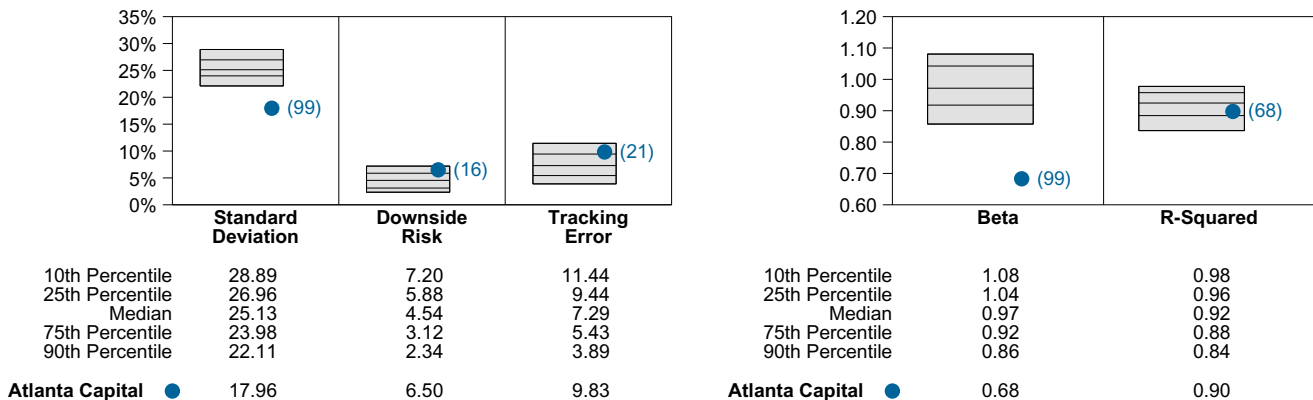 35%
30%
25%
20%
15%
10%
5%
0%
(99)
(16)
(21)
Standard Deviation
Downside Risk
Tracking Error
10th Percentile 28.89 7.20 11.44
25th Percentile 26.96 5.88 9.44
Median 25.13 4.54 7.29
75th Percentile 23.98 3.12 5.43
90th Percentile 22.11 2.34 3.89
Atlanta Capital 17.96 6.50 9.83
1.20
1.10
1.00
0.90
0.80
0.70
0.60
(99)
(68)
Beta
R-Squared
10th Percentile 1.08 0.98
25th Percentile 1.04 0.96
Median 0.97 0.92
75th Percentile 0.92 0.88
90th Percentile 0.86 0.84
Atlanta Capital 0.68 0.90